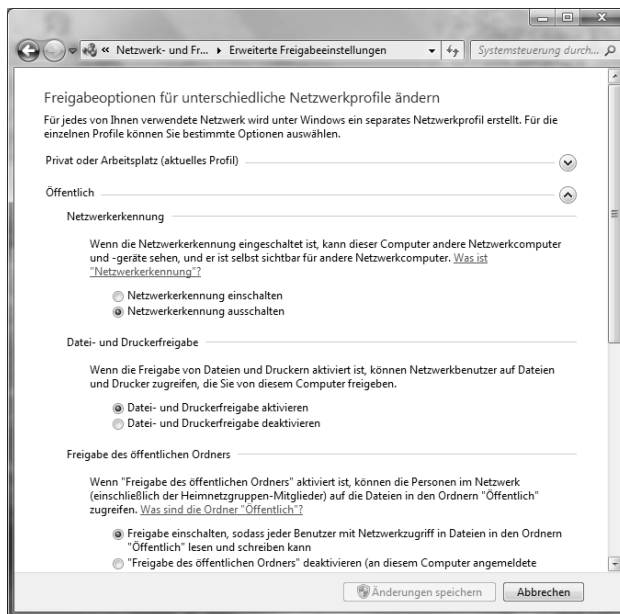 « Netzwerk- und Fr... ▸ Erweiterte Freigabeeinstellungen
Systemsteuerung durch...
Freigabeoptionen für unterschiedliche Netzwerkprofile ändern
Für jedes von Ihnen verwendete Netzwerk wird unter Windows ein separates Netzwerkprofil erstellt. Für die
einzelnen Profile können Sie bestimmte Optionen auswählen.
Privat oder Arbeitsplatz (aktuelles Profil)
Öffentlich
Netzwerkerkennung
Wenn die Netzwerkerkennung eingeschaltet ist, kann dieser Computer andere Netzwerkcomputer
und -geräte sehen, und er ist selbst sichtbar für andere Netzwerkcomputer. Was ist
"Netzwerkerkennung"?
Netzwerkerkennung einschalten
Netzwerkerkennung ausschalten
Datei- und Druckerfreigabe
Wenn die Freigabe von Dateien und Druckern aktiviert ist, können Netzwerkbenutzer auf Dateien
und Drucker zugreifen, die Sie von diesem Computer freigeben.
Datei- und Druckerfreigabe aktivieren
Datei- und Druckerfreigabe deaktivieren
Freigabe des öffentlichen Ordners
Wenn "Freigabe des öffentlichen Ordners" aktiviert ist, können die Personen im Netzwerk
(einschließlich der Heimnetzgruppen-Mitglieder) auf die Dateien in den Ordnern "Öffentlich"
zugreifen. Was sind die Ordner "Öffentlich"?
Freigabe einschalten, sodass jeder Benutzer mit Netzwerkzugriff in Dateien in den Ordnern
"Öffentlich" lesen und schreiben kann
"Freigabe des öffentlichen Ordners" deaktivieren (an diesem Computer angemeldete
Änderungen speichern
Abbrechen